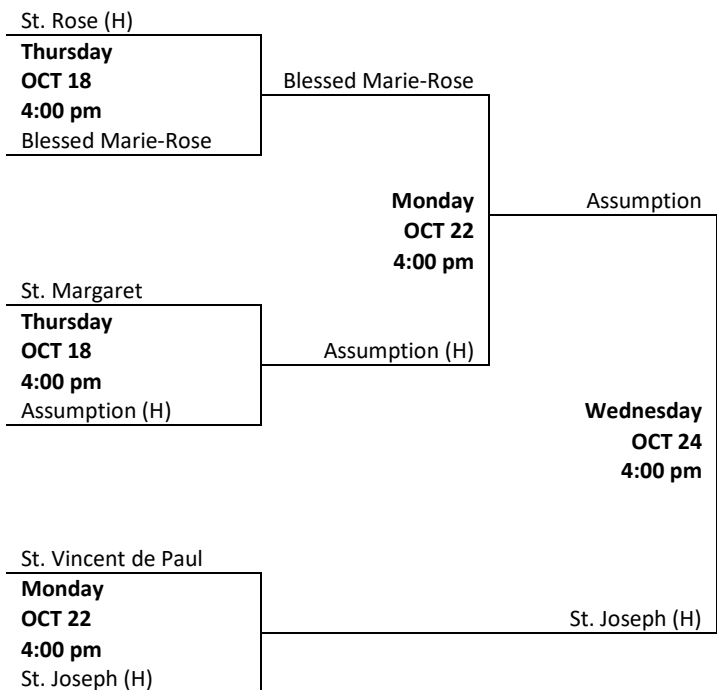 St. Rose (H)
Thursday
OCT 18
4:00 pm
Blessed Marie-Rose
Blessed Marie-Rose
Monday
OCT 22
4:00 pm
Assumption
St. Margaret
Thursday
OCT 18
4:00 pm
Assumption (H)
Assumption (H)
Wednesday
OCT 24
4:00 pm
St. Vincent de Paul
Monday
OCT 22
4:00 pm
St. Joseph (H)
St. Joseph (H)